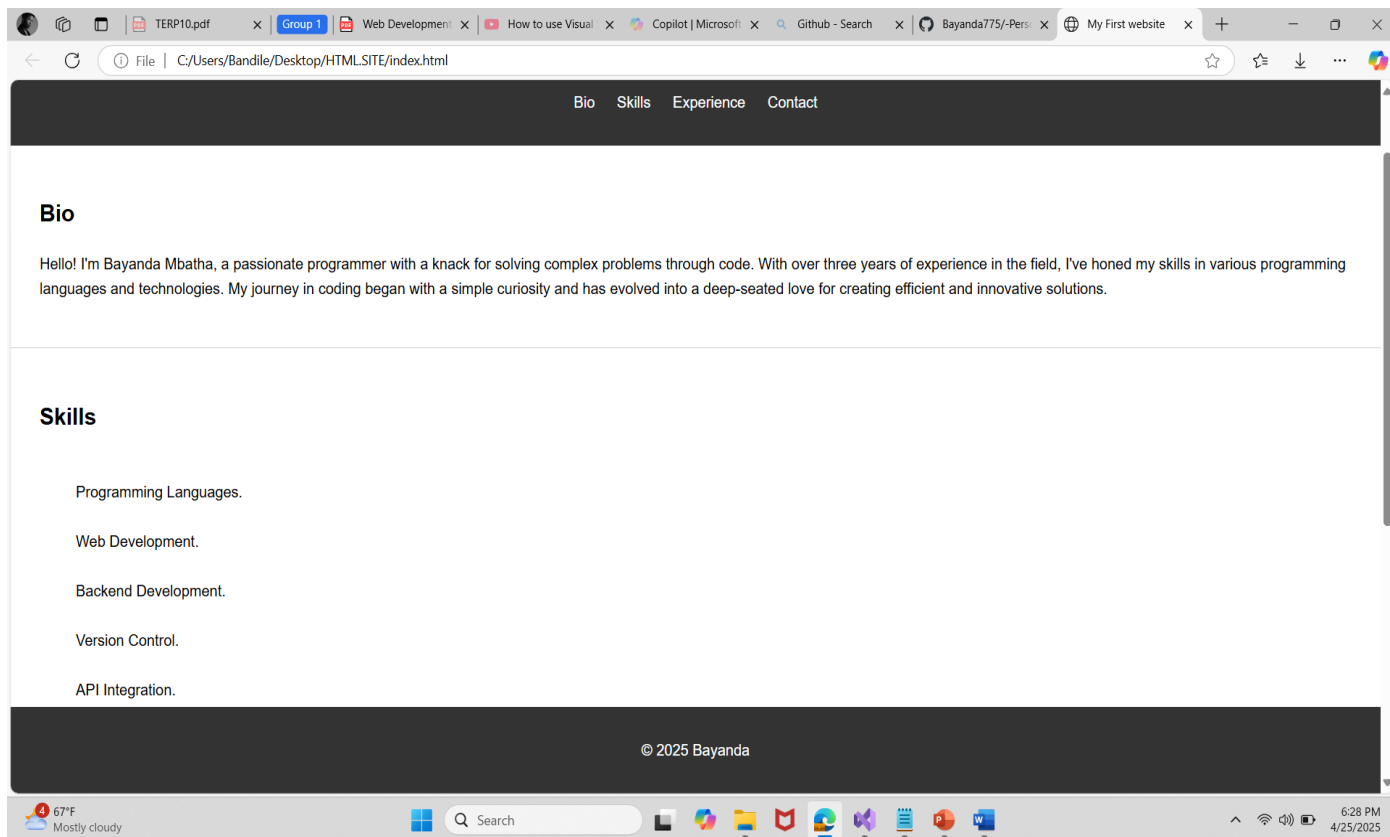 TERP10.pdf
Group 1
Web Development
How to use Visual
Copilot | Microsoft
Github - Search
Bayanda775/-Pers
My First website
File
C:/Users/Bandile/Desktop/HTML.SITE/index.html
Bio Skills Experience Contact
Bio
Hello! I'm Bayanda Mbatha, a passionate programmer with a knack for solving complex problems through code. With over three years of experience in the field, I've honed my skills in various programming
languages and technologies. My journey in coding began with a simple curiosity and has evolved into a deep-seated love for creating efficient and innovative solutions.
Skills
Programming Languages.
Web Development.
Backend Development.
Version Control.
API Integration.
© 2025 Bayanda
4
67°F
Mostly cloudy
Search
6:28 PM
4/25/2025